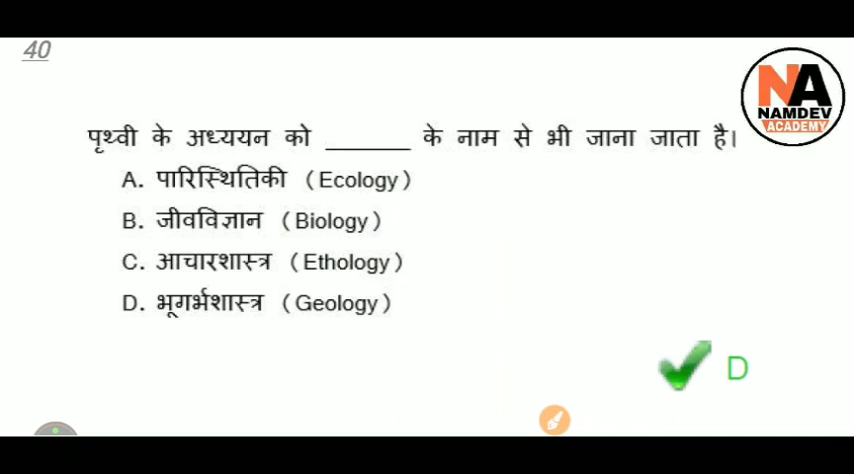 40
NA
NAMDEV
ACADEMY
पृथ्वी के अध्ययन को _______ के नाम से भी जाना जाता है।
A. पारिस्थितिकी (Ecology)
B. जीवविज्ञान (Biology)
C. आचारशास्त्र (Ethology)
D. भूगर्भशास्त्र (Geology)
D